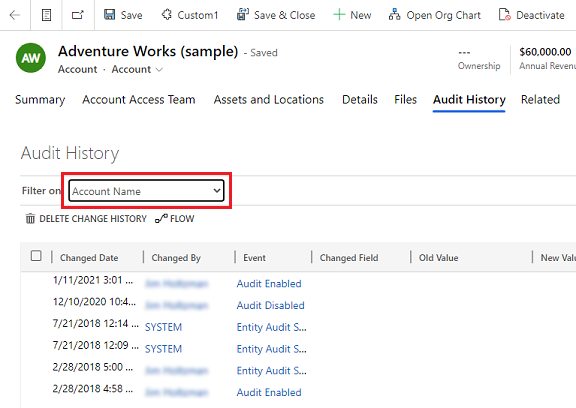 Save Custom1 Save & Close New Open Org Chart Deactivate
AW Adventure Works (sample) - Saved --- $60,000.00
Account · Account Ownership Annual Revenu
Summary Account Access Team Assets and Locations Details Files Audit History Related
Audit History
Filter on Account Name
DELETE CHANGE HISTORY FLOW
Changed Date Changed By Event Changed Field Old Value New Valu
1/11/2021 3:01 ... Audit Enabled
12/10/2020 10:4... Audit Disabled
7/21/2018 12:14 ... SYSTEM Entity Audit S...
7/21/2018 12:09 ... SYSTEM Entity Audit S...
2/28/2018 5:00 ... Entity Audit S...
2/28/2018 4:58 ... Audit Enabled